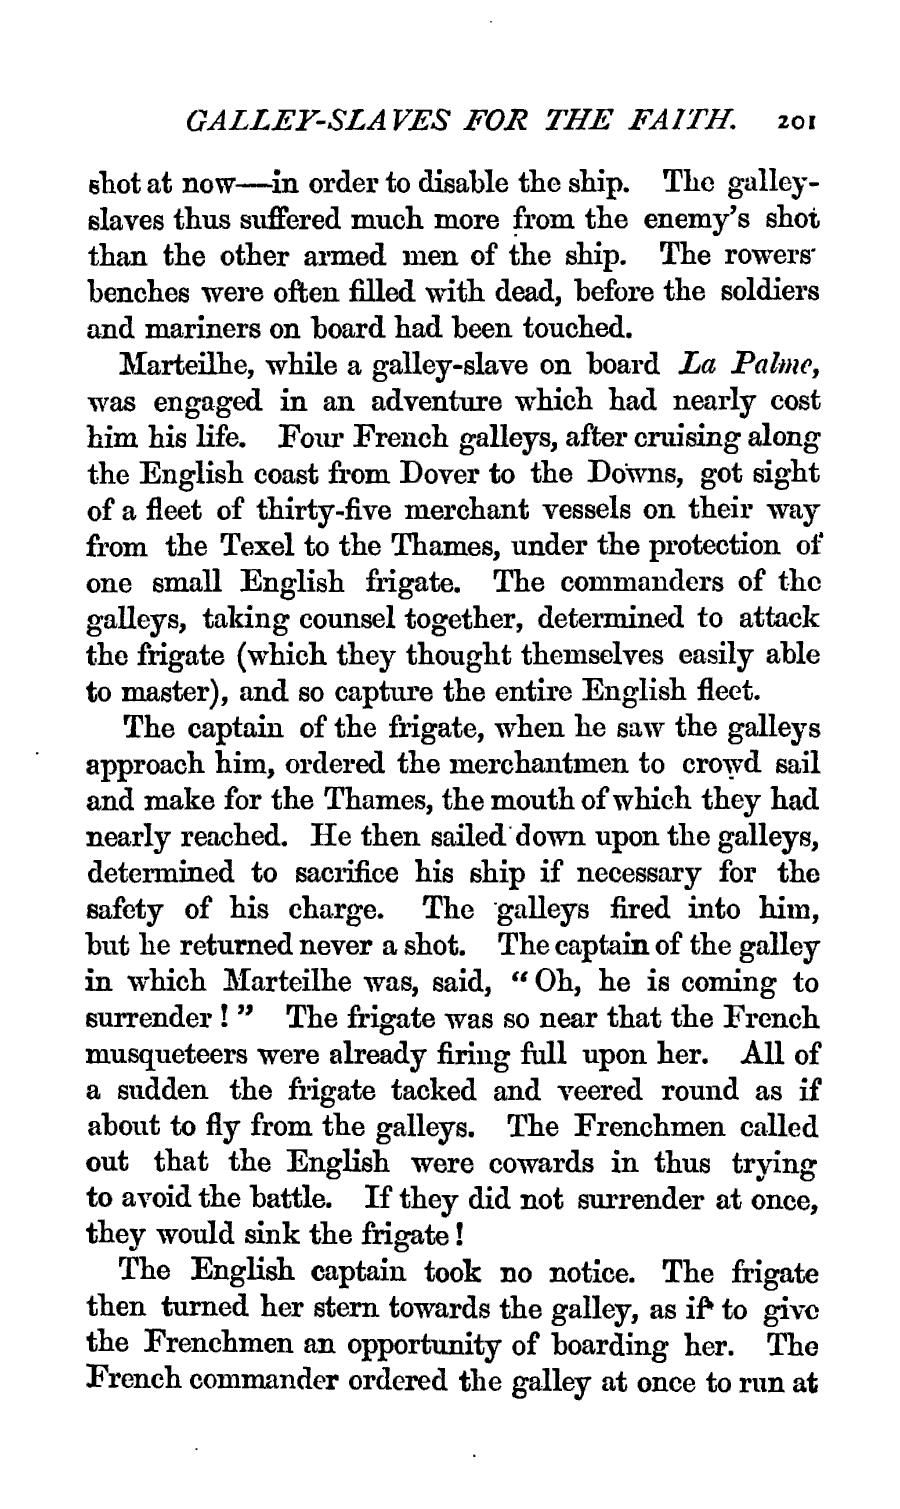 GALLEY-SLAVES FOR THE FAITH. 201
shot at now—in order to disable the ship. The galley-
slaves thus suffered much more from the enemy's shot
than the other armed men of the ship. The rowers'
benches were often filled with dead, before the soldiers
and mariners on board had been touched.
Marteilhe, while a galley-slave on board La Palme,
was engaged in an adventure which had nearly cost
him his life. Four French galleys, after cruising along
the English coast from Dover to the Downs, got sight
of a fleet of thirty-five merchant vessels on their way
from the Texel to the Thames, under the protection of
one small English frigate. The commanders of the
galleys, taking counsel together, determined to attack
the frigate (which they thought themselves easily able
to master), and so capture the entire English fleet.
The captain of the frigate, when he saw the galleys
approach him, ordered the merchantmen to crowd sail
and make for the Thames, the mouth of which they had
nearly reached. He then sailed down upon the galleys,
determined to sacrifice his ship if necessary for the
safety of his charge. The galleys fired into him,
but he returned never a shot. The captain of the galley
in which Marteilhe was, said, “Oh, he is coming to
surrender!” The frigate was so near that the French
musqueteers were already firing full upon her. All of
a sudden the frigate tacked and veered round as if
about to fly from the galleys. The Frenchmen called
out that the English were cowards in thus trying
to avoid the battle. If they did not surrender at once,
they would sink the frigate!
The English captain took no notice. The frigate
then turned her stern towards the galley, as if to give
the Frenchmen an opportunity of boarding her. The
French commander ordered the galley at once to run at